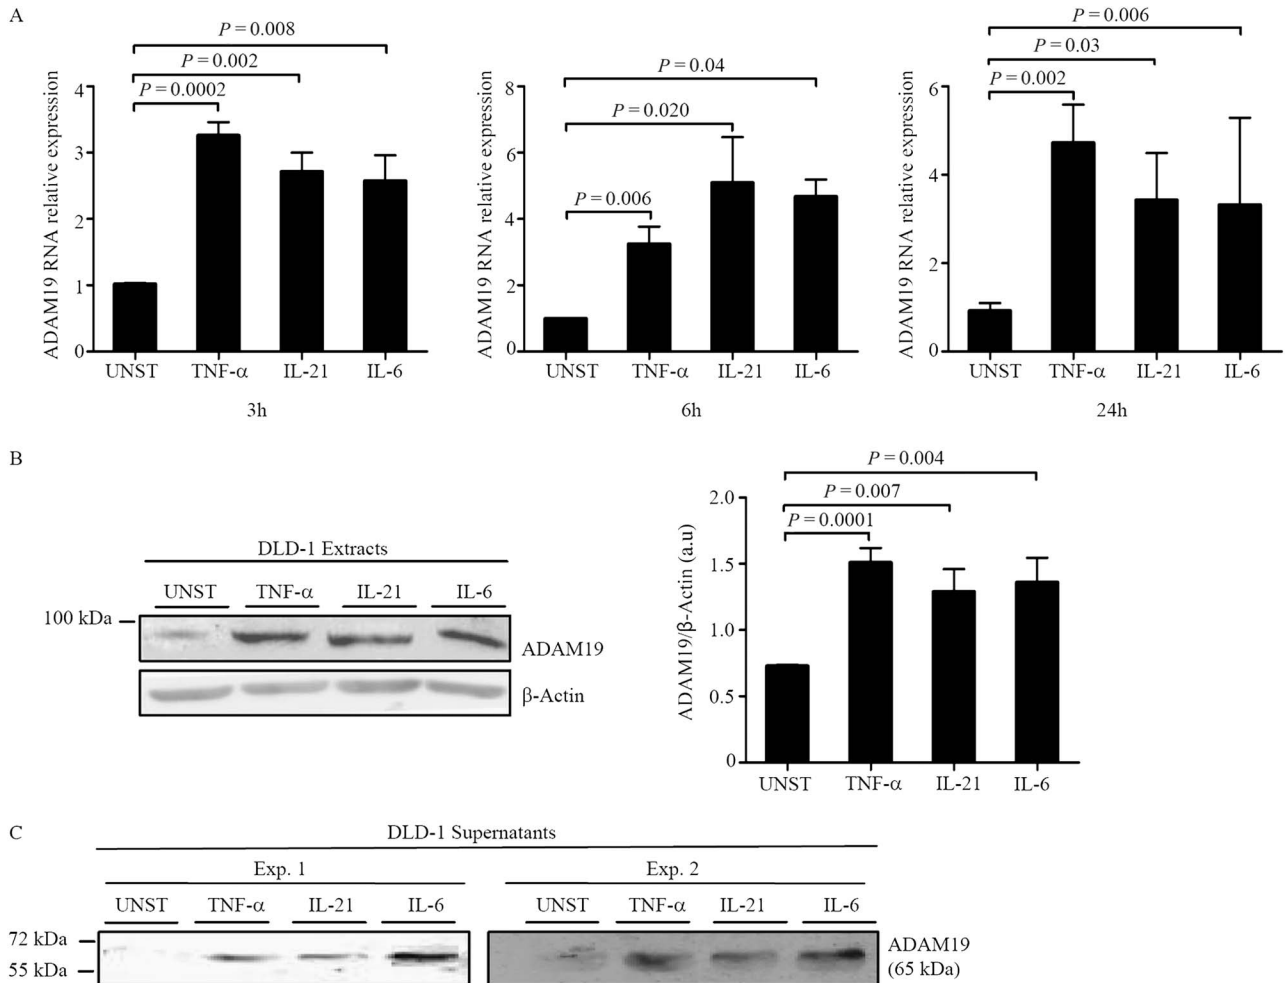 A
P = 0.008
P = 0.002
P = 0.0002
ADAM19 RNA relative expression
4
3
2
1
0
UNST TNF-α IL-21 IL-6
3h
P = 0.04
P = 0.020
P = 0.006
ADAM19 RNA relative expression
8
6
4
2
0
UNST TNF-α IL-21 IL-6
6h
P = 0.006
P = 0.03
P = 0.002
ADAM19 RNA relative expression
6
4
2
0
UNST TNF-α IL-21 IL-6
24h
B
DLD-1 Extracts
UNST TNF-α IL-21 IL-6
100 kDa
ADAM19
β-Actin
P = 0.004
P = 0.007
P = 0.0001
ADAM19/β-Actin (a.u)
2.0
1.5
1.0
0.5
0
UNST TNF-α IL-21 IL-6
C
DLD-1 Supernatants
Exp. 1 Exp. 2
UNST TNF-α IL-21 IL-6 UNST TNF-α IL-21 IL-6
72 kDa
55 kDa
ADAM19
(65 kDa)